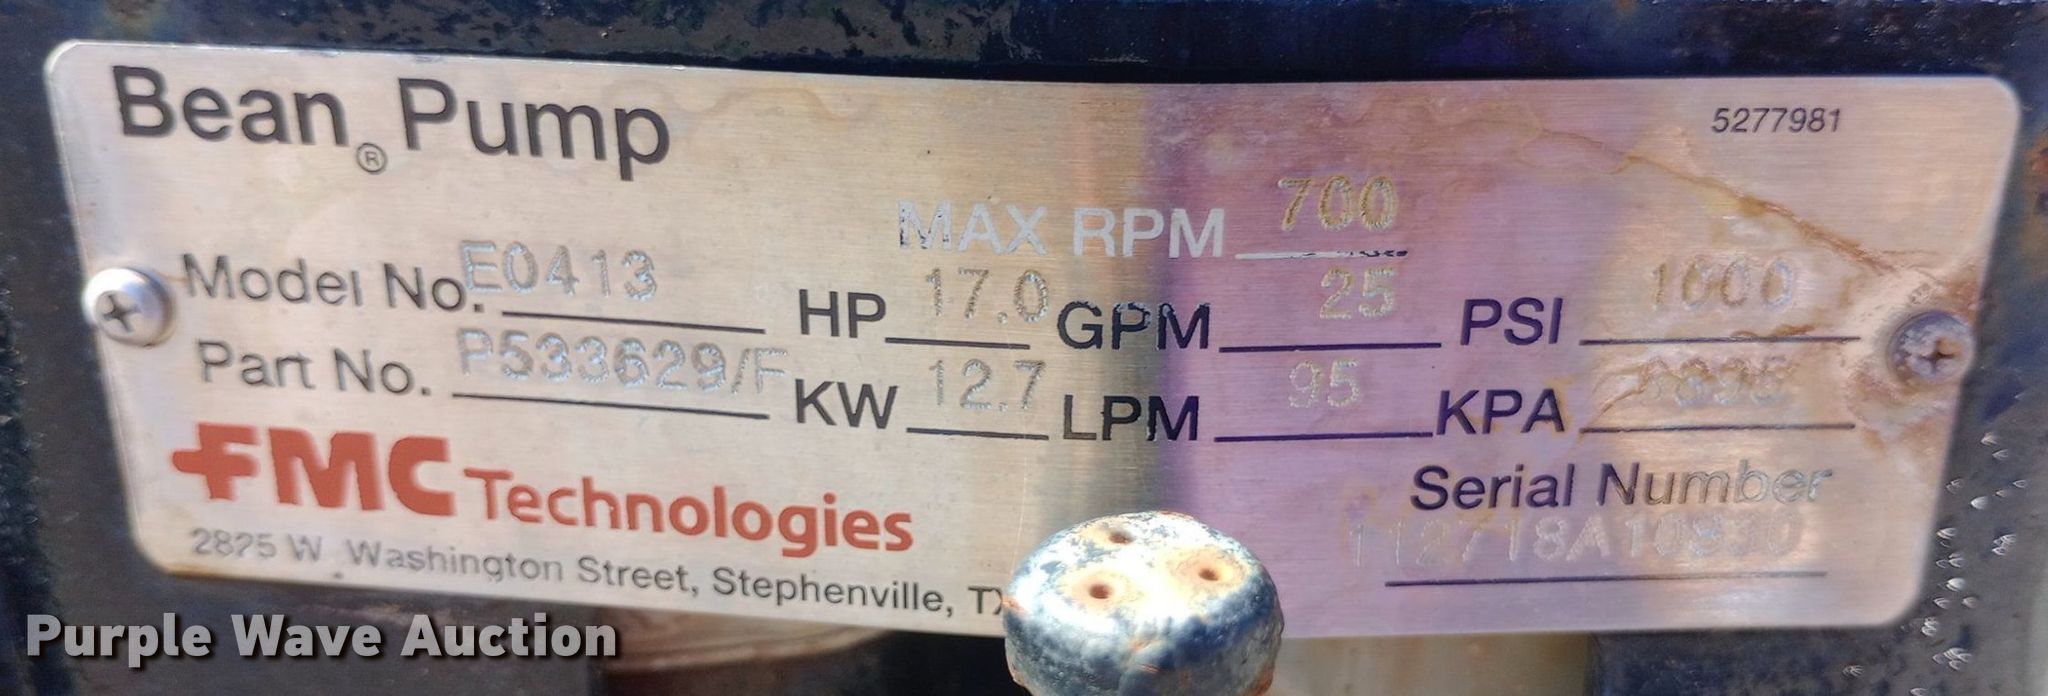 Bean® Pump
5277981
MAX RPM 700
Model No. E0413 HP 17.0 GPM 25 PSI 1000
Part No. P533629/F KW 12.7 LPM 95 KPA
FMC Technologies
Serial Number
2825 W. Washington Street, Stephenville, TX
Purple Wave Auction